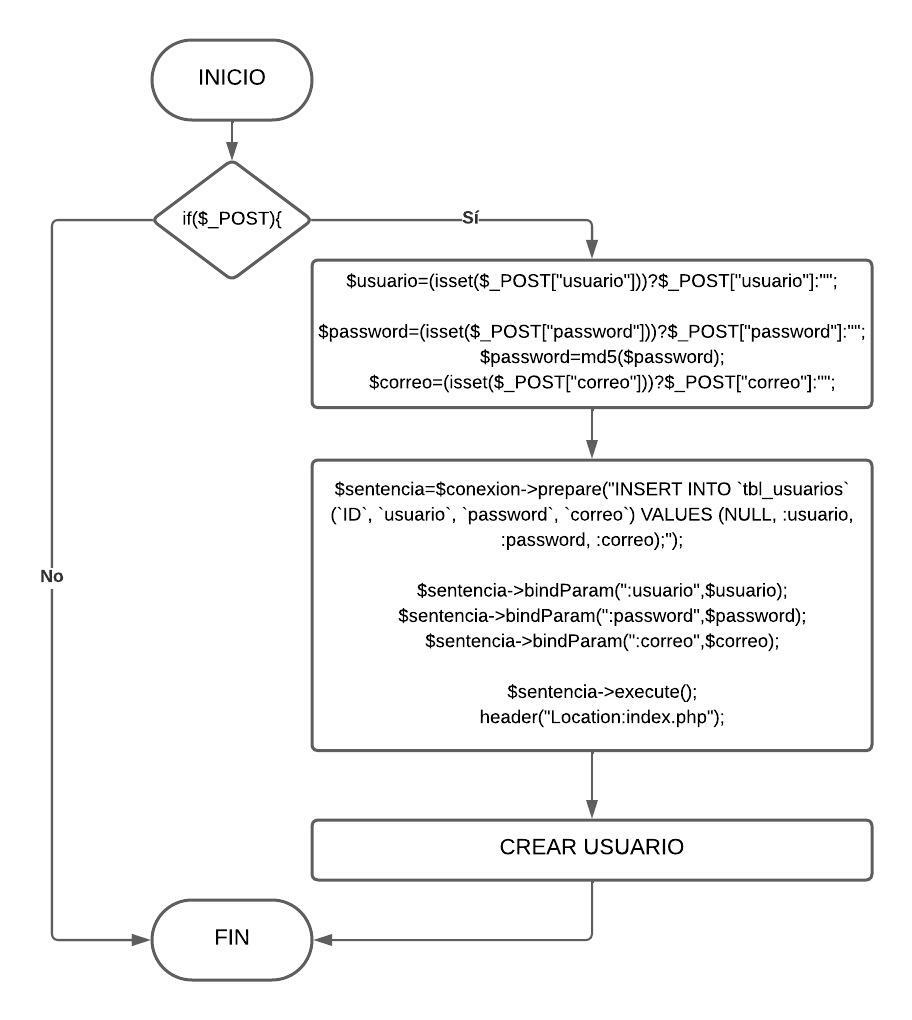 INICIO
if($_POST){
Sí
$usuario=(isset($_POST["usuario"]))?$_POST["usuario"]:"";
$password=(isset($_POST["password"]))?$_POST["password"]:"";
$password=md5($password);
$correo=(isset($_POST["correo"]))?$_POST["correo"]:"";
$sentencia=$conexion->prepare("INSERT INTO `tbl_usuarios`
(`ID`, `usuario`, `password`, `correo`) VALUES (NULL, :usuario,
:password, :correo);");
No
$sentencia->bindParam(":usuario",$usuario);
$sentencia->bindParam(":password",$password);
$sentencia->bindParam(":correo",$correo);
$sentencia->execute();
header("Location:index.php");
CREAR USUARIO
FIN